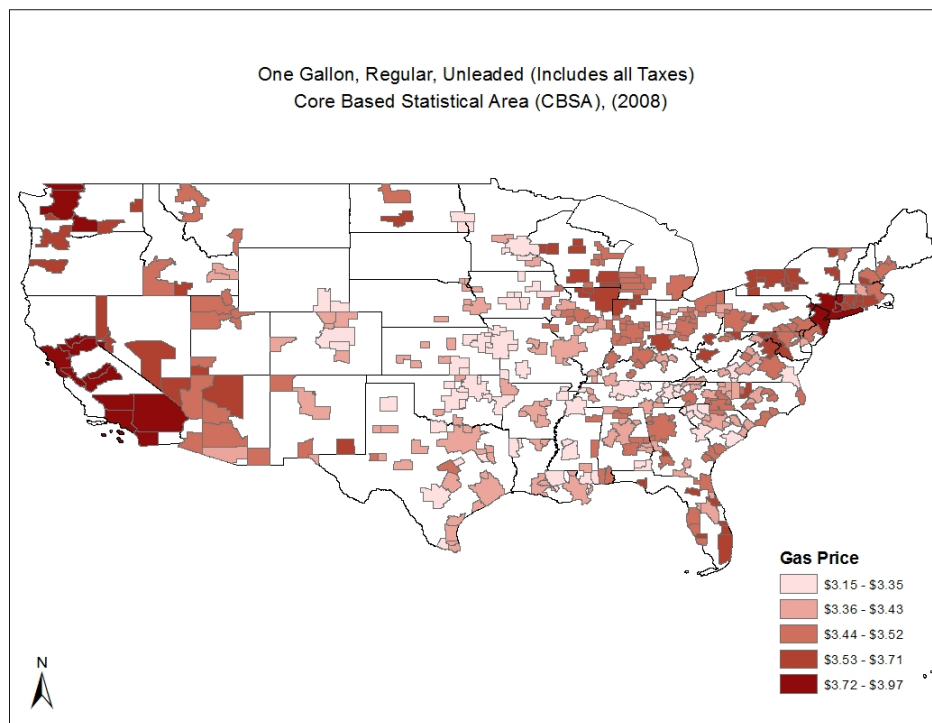 One Gallon, Regular, Unleaded (Includes all Taxes)
Core Based Statistical Area (CBSA), (2008)
Gas Price
$3.15 - $3.35
$3.36 - $3.43
$3.44 - $3.52
$3.53 - $3.71
$3.72 - $3.97
N